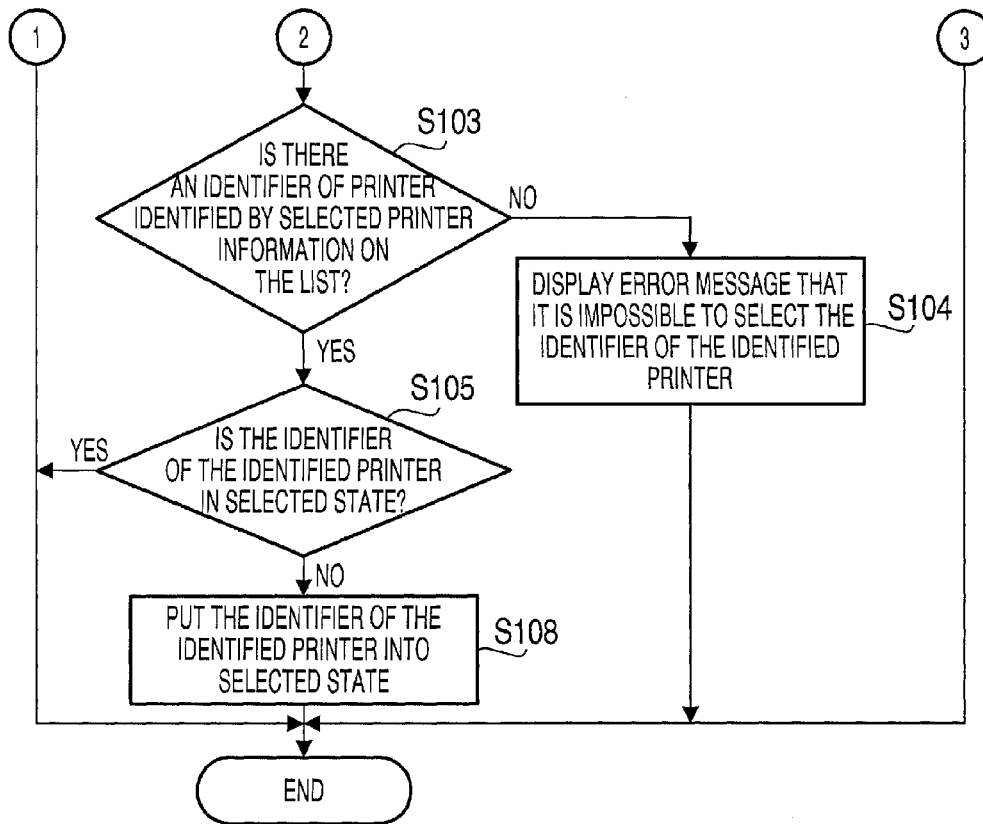 1
2
3
S103
IS THERE
AN IDENTIFIER OF PRINTER
IDENTIFIED BY SELECTED PRINTER
INFORMATION ON
THE LIST?
NO
DISPLAY ERROR MESSAGE THAT
IT IS IMPOSSIBLE TO SELECT THE
IDENTIFIER OF THE IDENTIFIED
PRINTER
S104
YES
S105
YES
IS THE IDENTIFIER
OF THE IDENTIFIED PRINTER
IN SELECTED STATE?
NO
PUT THE IDENTIFIER OF THE
IDENTIFIED PRINTER INTO
SELECTED STATE
S108
END